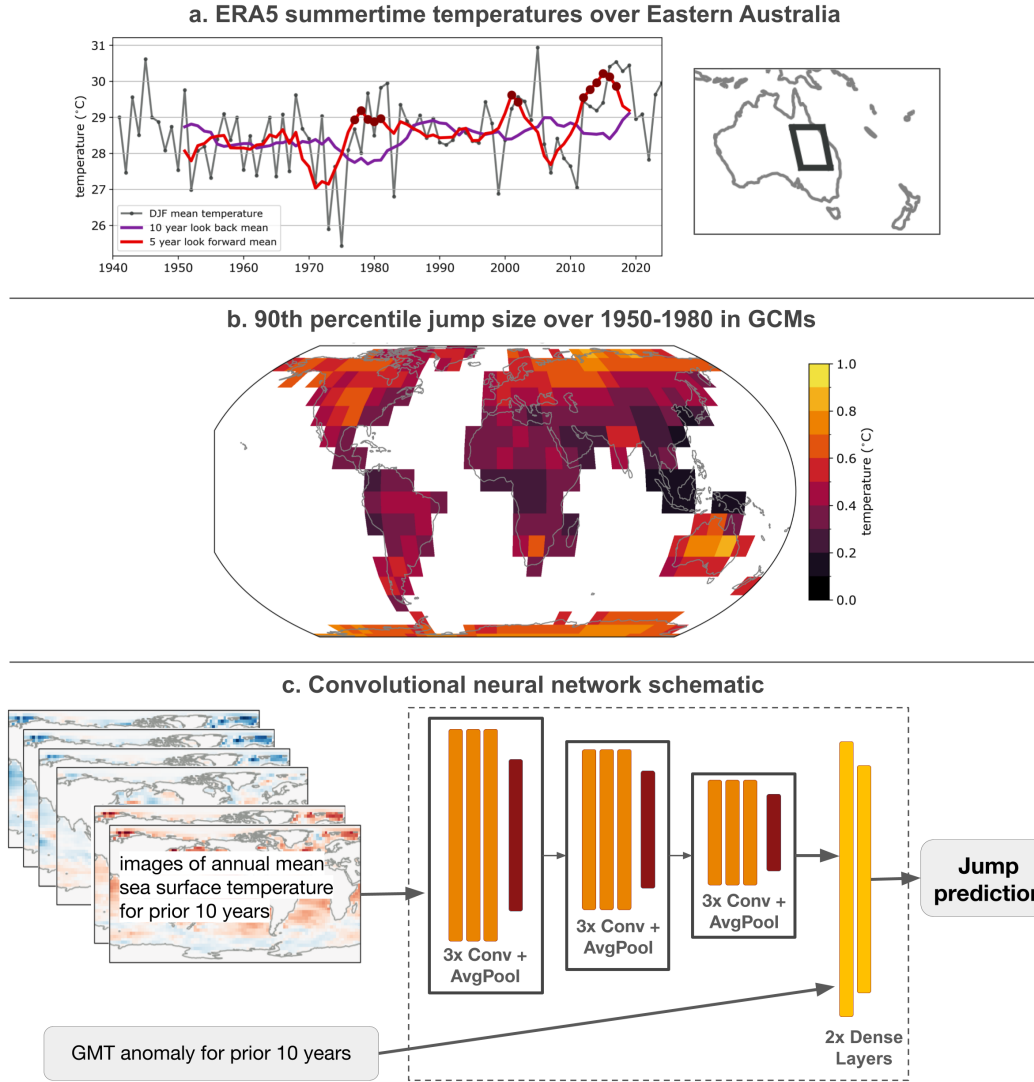 a. ERA5 summertime temperatures over Eastern Australia
temperature (°C)
31
30
29
28
27
26
DJF mean temperature
10 year look back mean
5 year look forward mean
1940 1950 1960 1970 1980 1990 2000 2010 2020
b. 90th percentile jump size over 1950-1980 in GCMs
1.0
0.8
0.6
0.4
0.2
0.0
temperature (°C)
c. Convolutional neural network schematic
images of annual mean
sea surface temperature
for prior 10 years
3x Conv +
AvgPool
3x Conv +
AvgPool
3x Conv +
AvgPool
2x Dense
Layers
Jump
prediction
GMT anomaly for prior 10 years